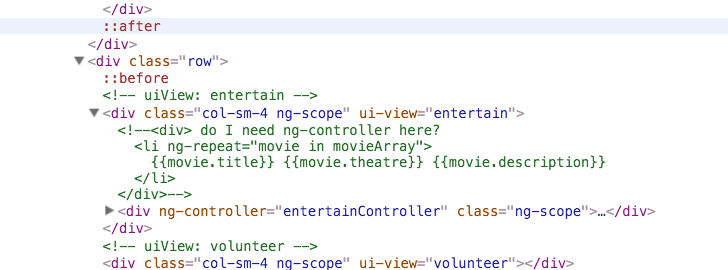 </div>
::after
</div>
▼<div class="row">
::before
<!-- uiView: entertain -->
▼<div class="col-sm-4 ng-scope" ui-view="entertain">
<!--<div> do I need ng-controller here?
<li ng-repeat="movie in movieArray">
{{movie.title}} {{movie.theatre}} {{movie.description}}
</li>
</div>-->
▶<div ng-controller="entertainController" class="ng-scope">…</div>
</div>
<!-- uiView: volunteer -->
<div class="col-sm-4 ng-scope" ui-view="volunteer"></div>